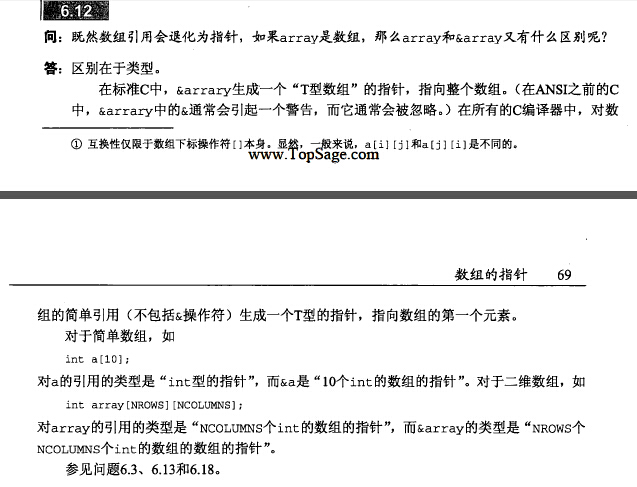 6.12
问：既然数组引用会退化为指针，如果array是数组，那么array和&array又有什么区别呢？
答：区别在于类型。
在标准C中，&arrary生成一个“T型数组”的指针，指向整个数组。（在ANSI之前的C
中，&arrary中的&通常会引起一个警告，而它通常会被忽略。）在所有的C编译器中，对数
① 互换性仅限于数组下标操作符[]本身。显然，一般来说，a[i][j]和a[j][i]是不同的。
www.TopSage.com
数组的指针 69
组的简单引用（不包括&操作符）生成一个T型的指针，指向数组的第一个元素。
对于简单数组，如
int a[10];
对a的引用的类型是“int型的指针”，而&a是“10个int的数组的指针”。对于二维数组，如
int array[NROWS][NCOLUMNS];
对array的引用的类型是“NCOLUMNS个int的数组的指针”，而&array的类型是“NROWS个
NCOLUMNS个int的数组的数组的指针”。
参见问题6.3、6.13和6.18。